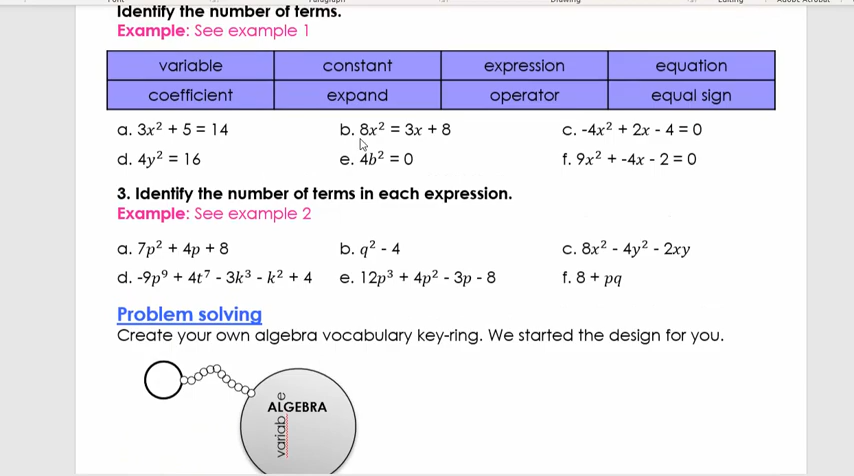 Identify the number of terms.
Example: See example 1
variable constant expression equation
coefficient expand operator equal sign
a. 3x² + 5 = 14 b. 8x² = 3x + 8 c. -4x² + 2x - 4 = 0
d. 4y² = 16 e. 4b² = 0 f. 9x² + -4x - 2 = 0
3. Identify the number of terms in each expression.
Example: See example 2
a. 7p² + 4p + 8 b. q² - 4 c. 8x² - 4y² - 2xy
d. -9p⁹ + 4t⁷ - 3k³ - k² + 4 e. 12p³ + 4p² - 3p - 8 f. 8 + pq
Problem solving
Create your own algebra vocabulary key-ring. We started the design for you.
ALGEBRA
variable